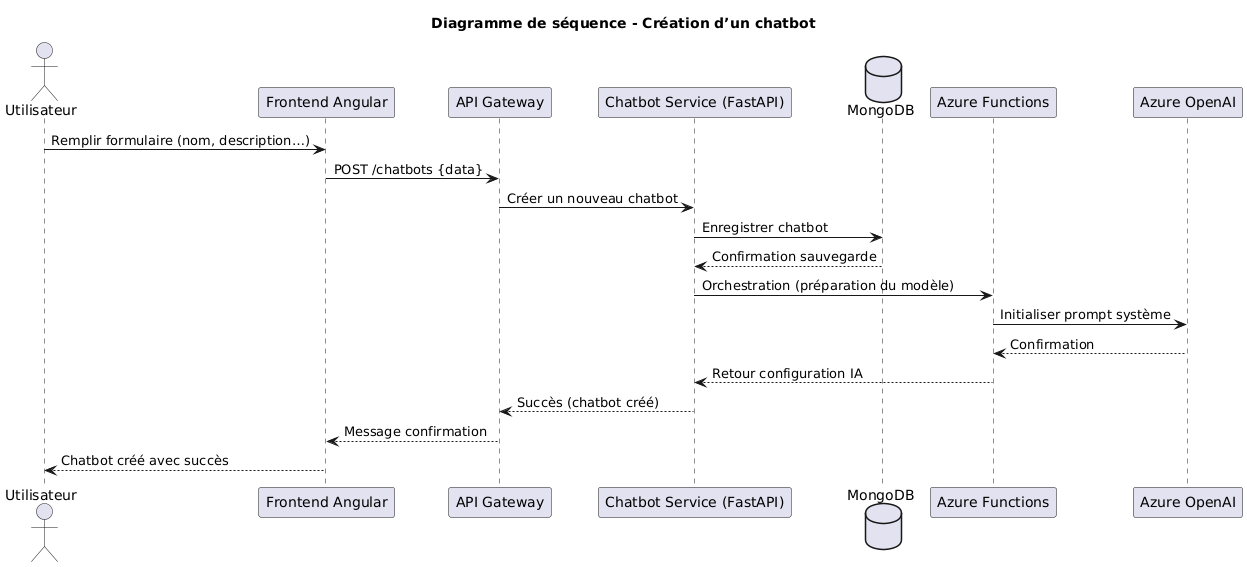 Diagramme de séquence - Création d’un chatbot
Utilisateur
Frontend Angular
API Gateway
Chatbot Service (FastAPI)
MongoDB
Azure Functions
Azure OpenAI
Remplir formulaire (nom, description...)
POST /chatbots {data}
Créer un nouveau chatbot
Enregistrer chatbot
Confirmation sauvegarde
Orchestration (préparation du modèle)
Initialiser prompt système
Confirmation
Retour configuration IA
Succès (chatbot créé)
Message confirmation
Chatbot créé avec succès
Utilisateur
Frontend Angular
API Gateway
Chatbot Service (FastAPI)
MongoDB
Azure Functions
Azure OpenAI